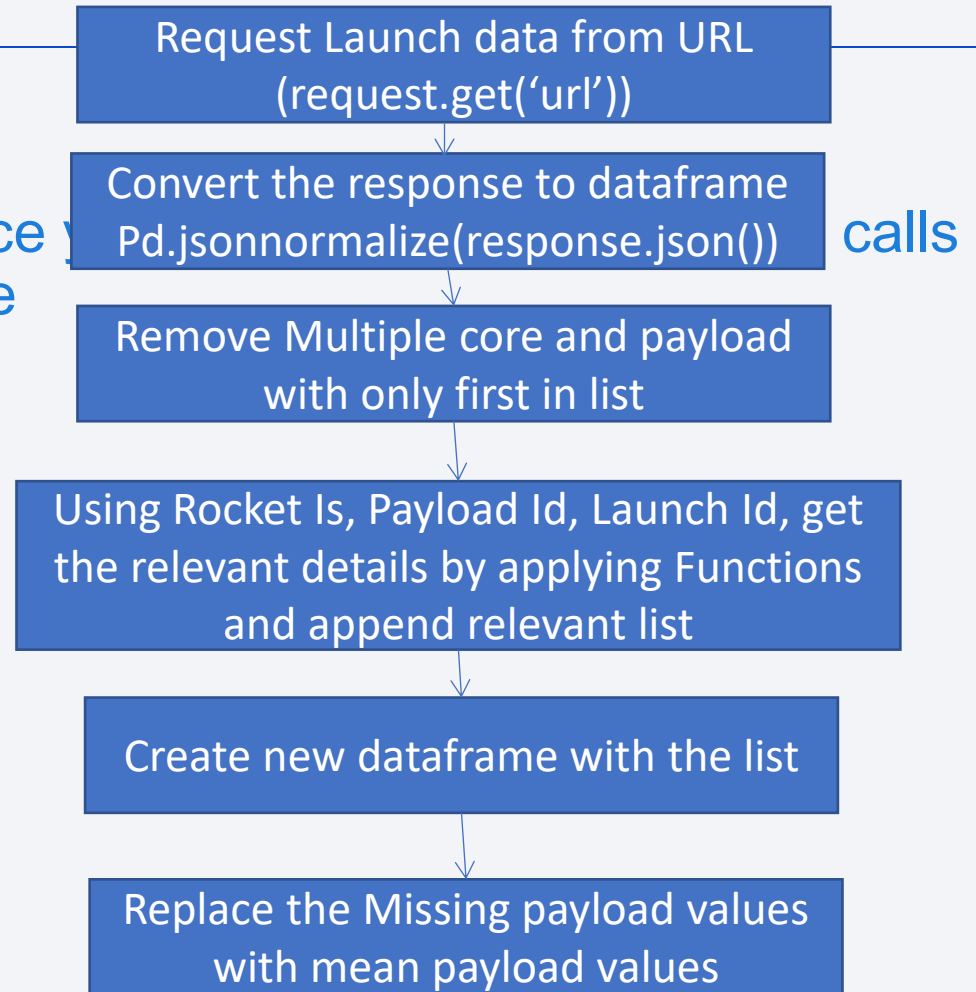 Request Launch data from URL
(request.get(‘url’))
Convert the response to dataframe
ce calls
Pd.jsonnormalize(response.json())
e
Remove Multiple core and payload
with only first in list
Using Rocket Is, Payload Id, Launch Id, get
the relevant details by applying Functions
and append relevant list
Create new dataframe with the list
Replace the Missing payload values
with mean payload values